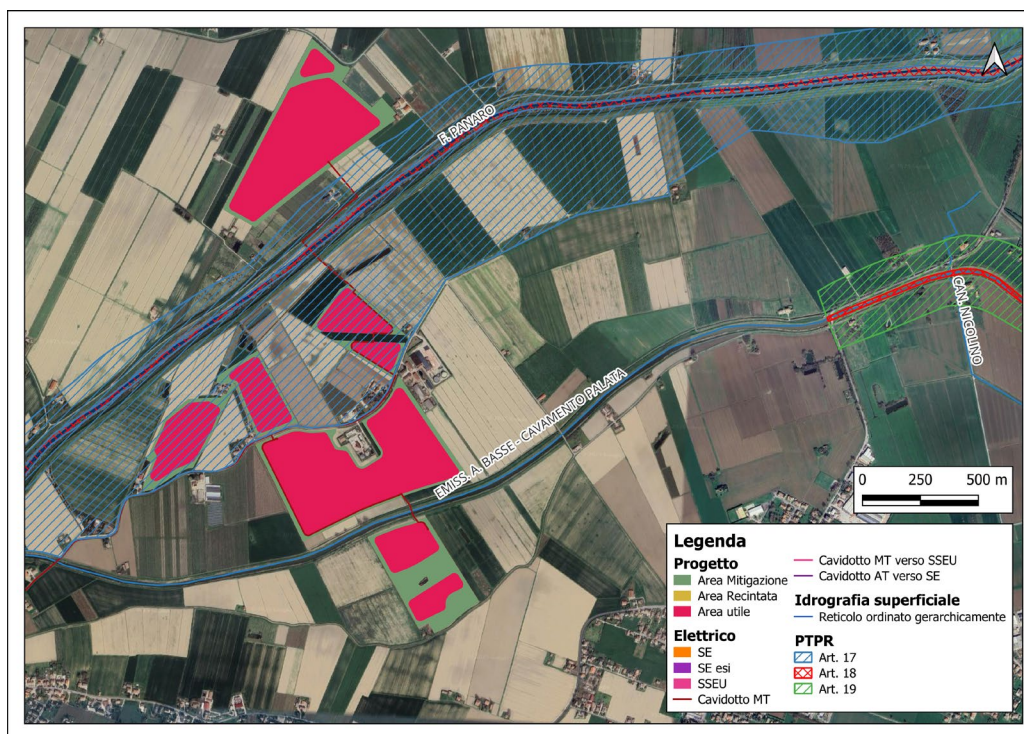 F. PANARO
CAN. NICOLINO
EMISS. A. BASSE - CAVAMENTO PALATA
0 250 500 m
Legenda
Progetto
Area Mitigazione
Area Recintata
Area utile
Elettrico
SE
SE esi
SSEU
Cavidotto MT
Cavidotto MT verso SSEU
Cavidotto AT verso SE
Idrografia superficiale
Reticolo ordinato gerarchicamente
PTPR
Art. 17
Art. 18
Art. 19